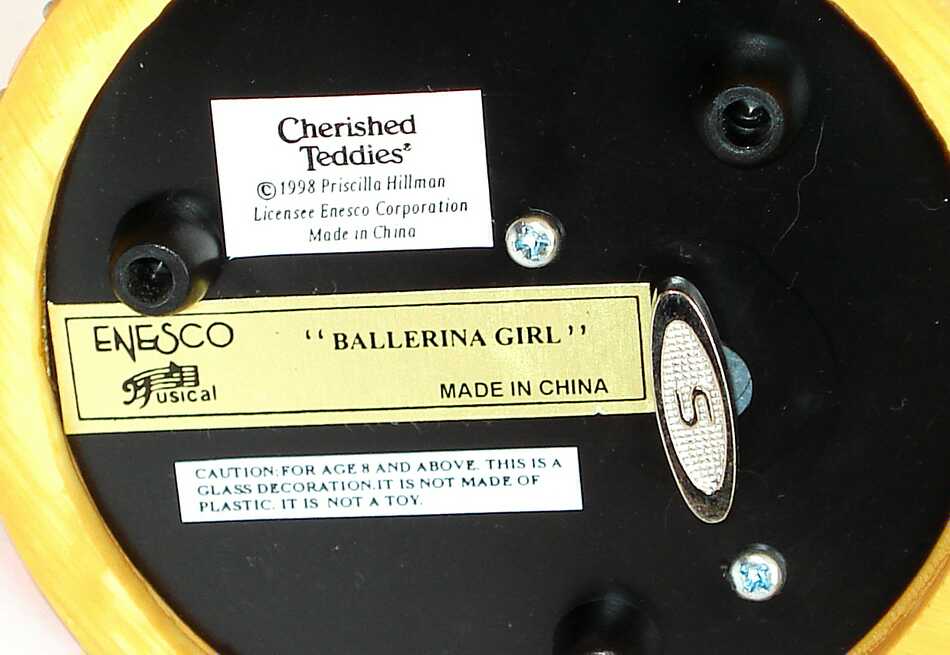 Cherished
Teddies®
©1998 Priscilla Hillman
Licensee Enesco Corporation
Made in China
ENESCO
Musical
“BALLERINA GIRL”
MADE IN CHINA
S
CAUTION: FOR AGE 8 AND ABOVE. THIS IS A
GLASS DECORATION.IT IS NOT MADE OF
PLASTIC. IT IS NOT A TOY.